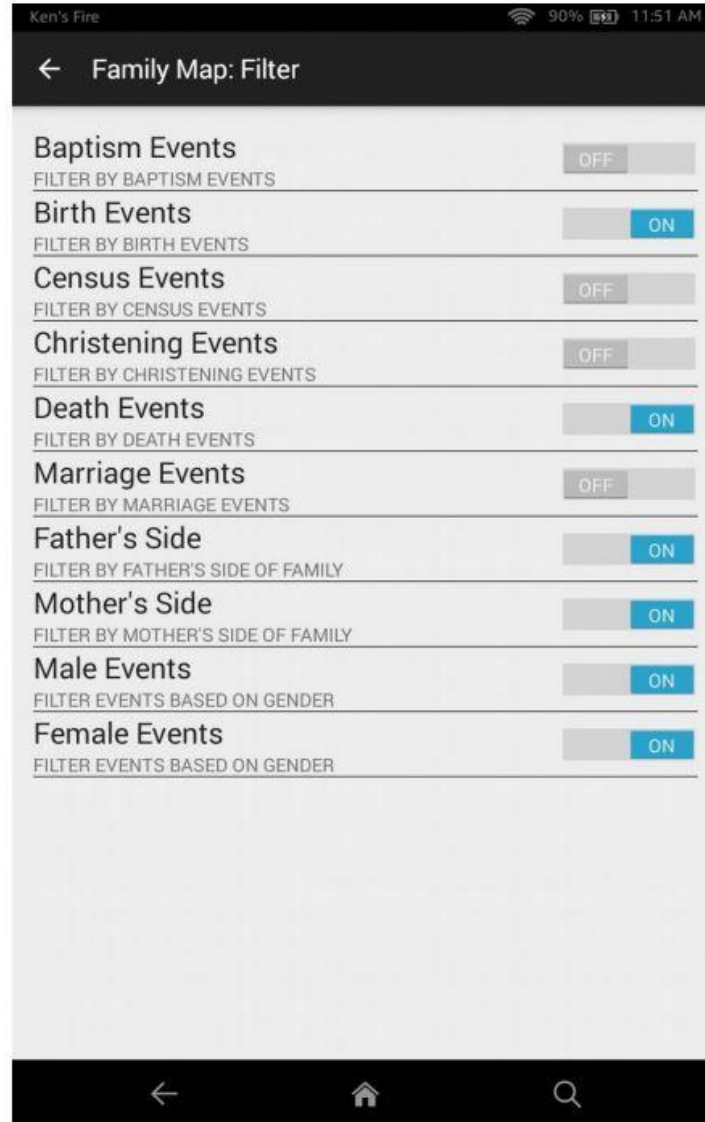 Ken's Fire 90% 11:51 AM
Family Map: Filter
Baptism Events
OFF
FILTER BY BAPTISM EVENTS
Birth Events
ON
FILTER BY BIRTH EVENTS
Census Events
OFF
FILTER BY CENSUS EVENTS
Christening Events
OFF
FILTER BY CHRISTENING EVENTS
Death Events
ON
FILTER BY DEATH EVENTS
Marriage Events
OFF
FILTER BY MARRIAGE EVENTS
Father's Side
ON
FILTER BY FATHER'S SIDE OF FAMILY
Mother's Side
ON
FILTER BY MOTHER'S SIDE OF FAMILY
Male Events
ON
FILTER EVENTS BASED ON GENDER
Female Events
ON
FILTER EVENTS BASED ON GENDER